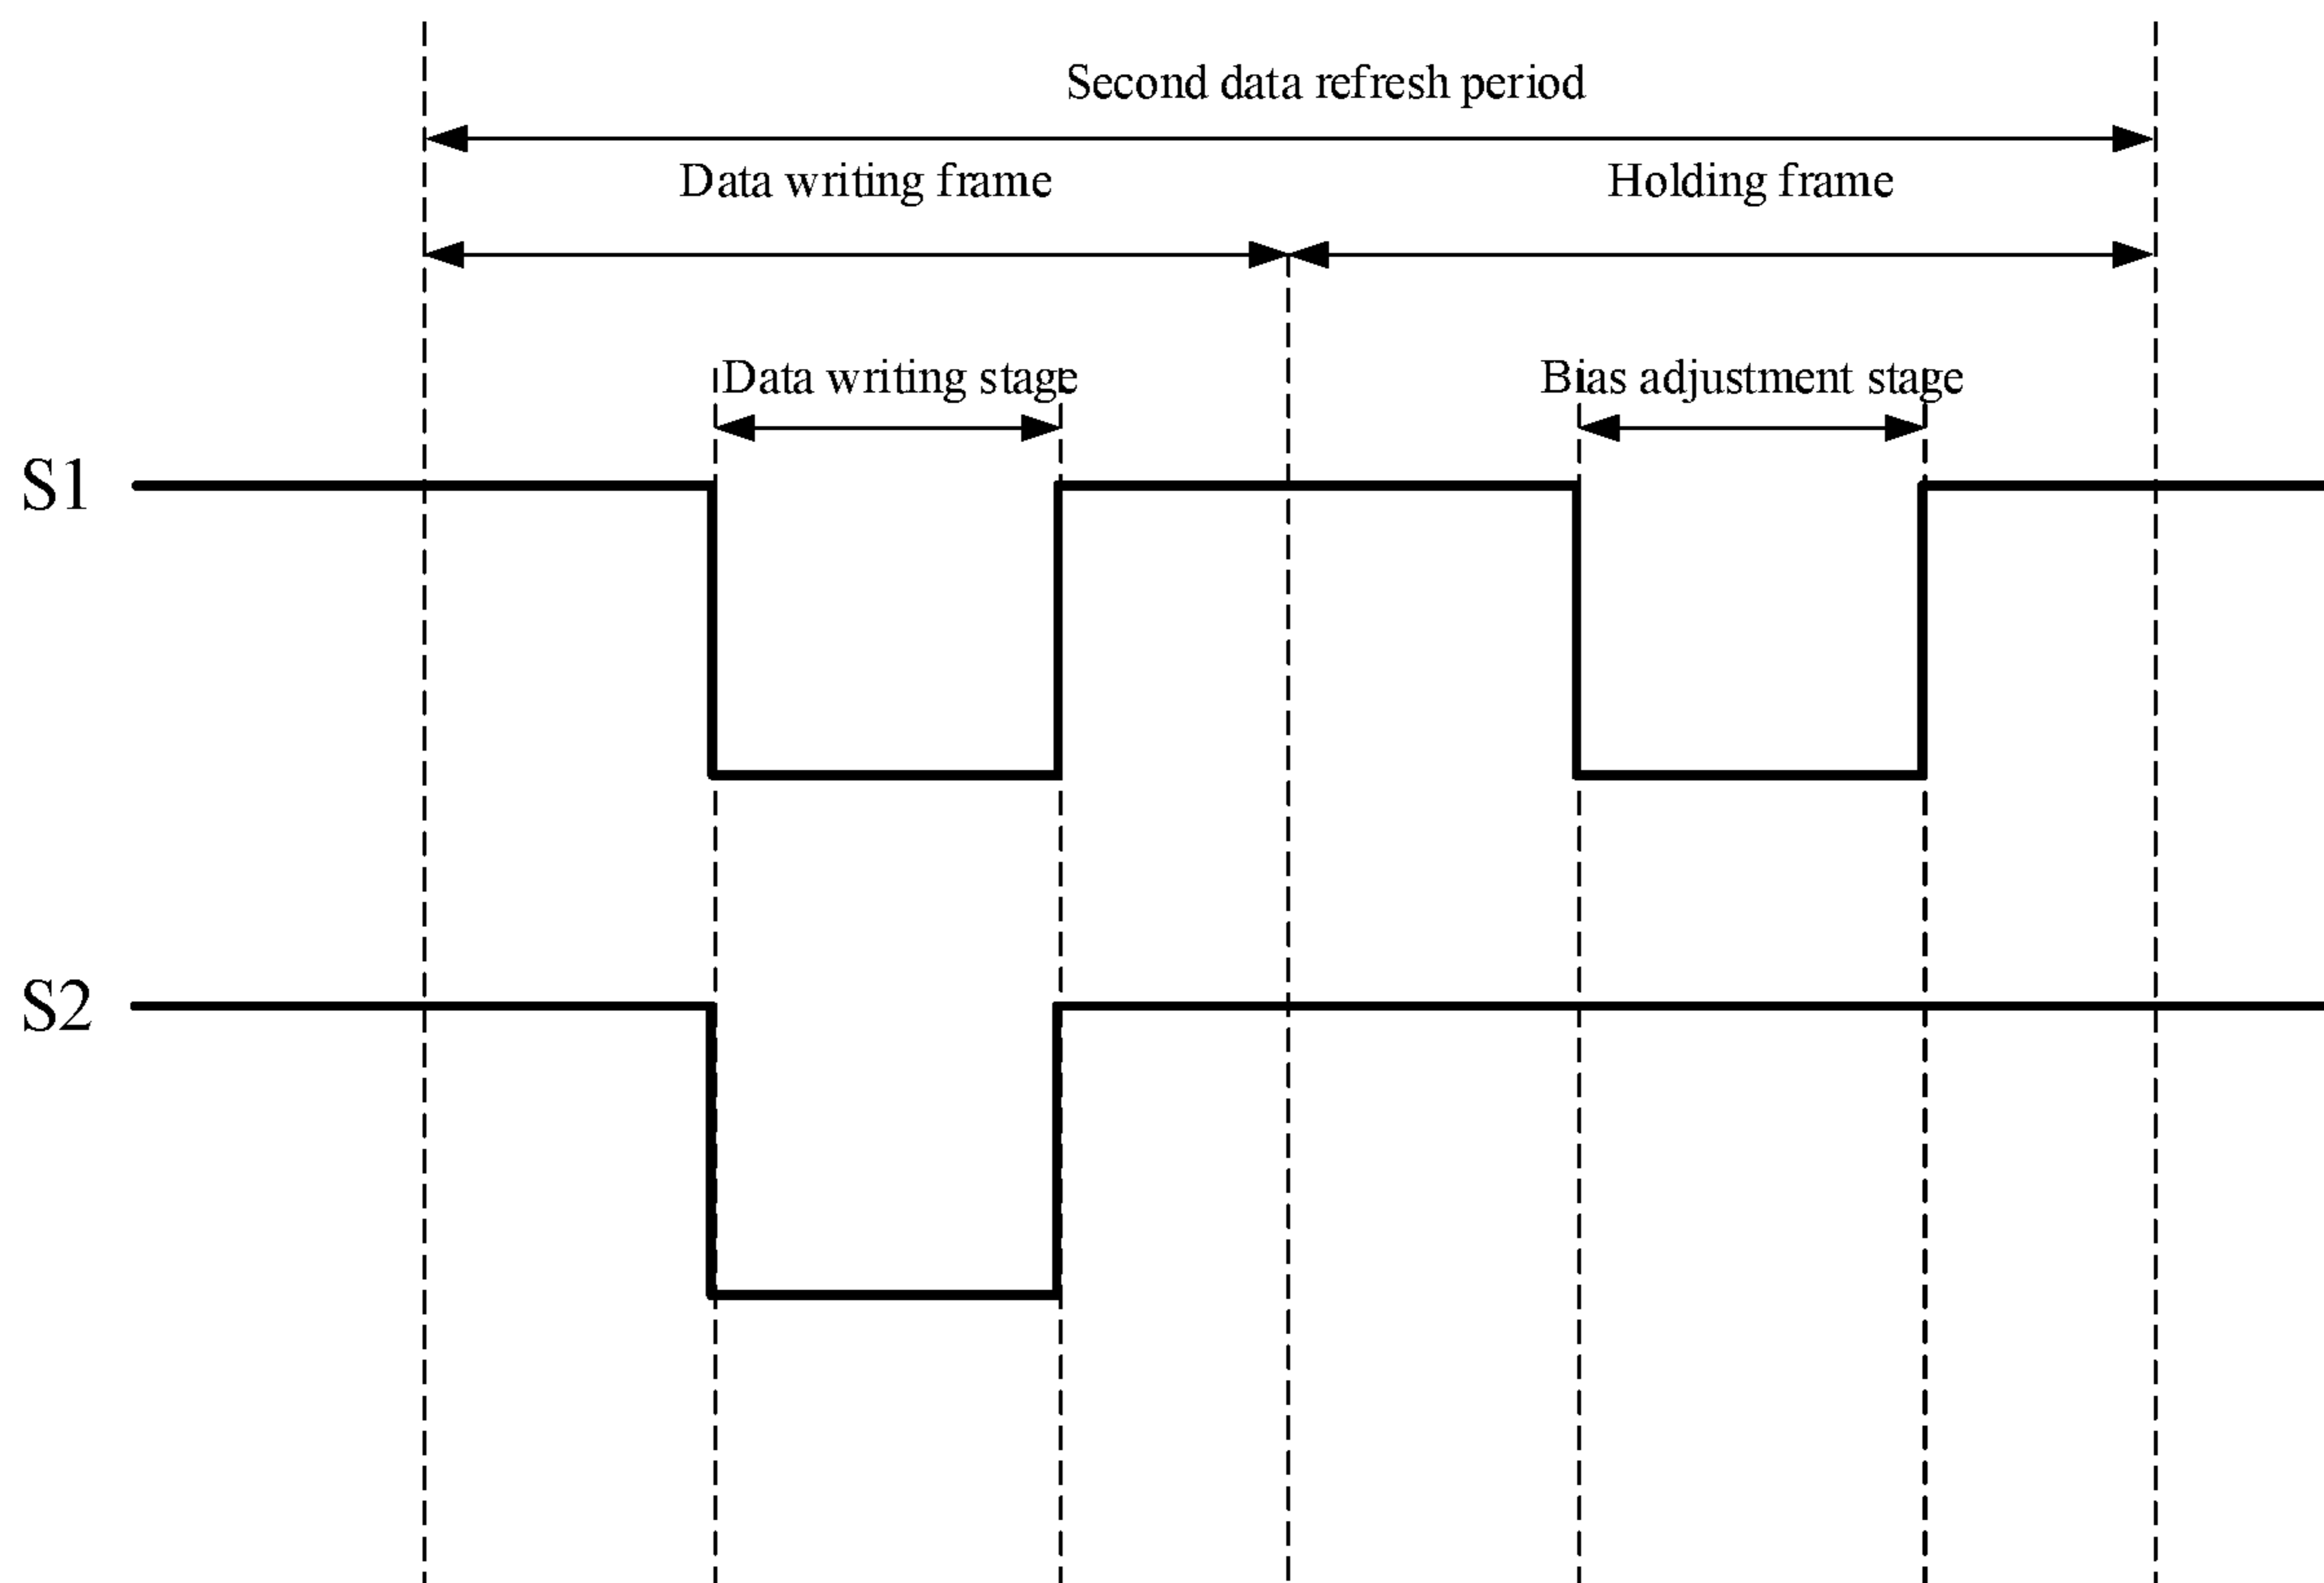 Second data refresh period
Data writing frame
Holding frame
Data writing stage
Bias adjustment stage
S1
S2